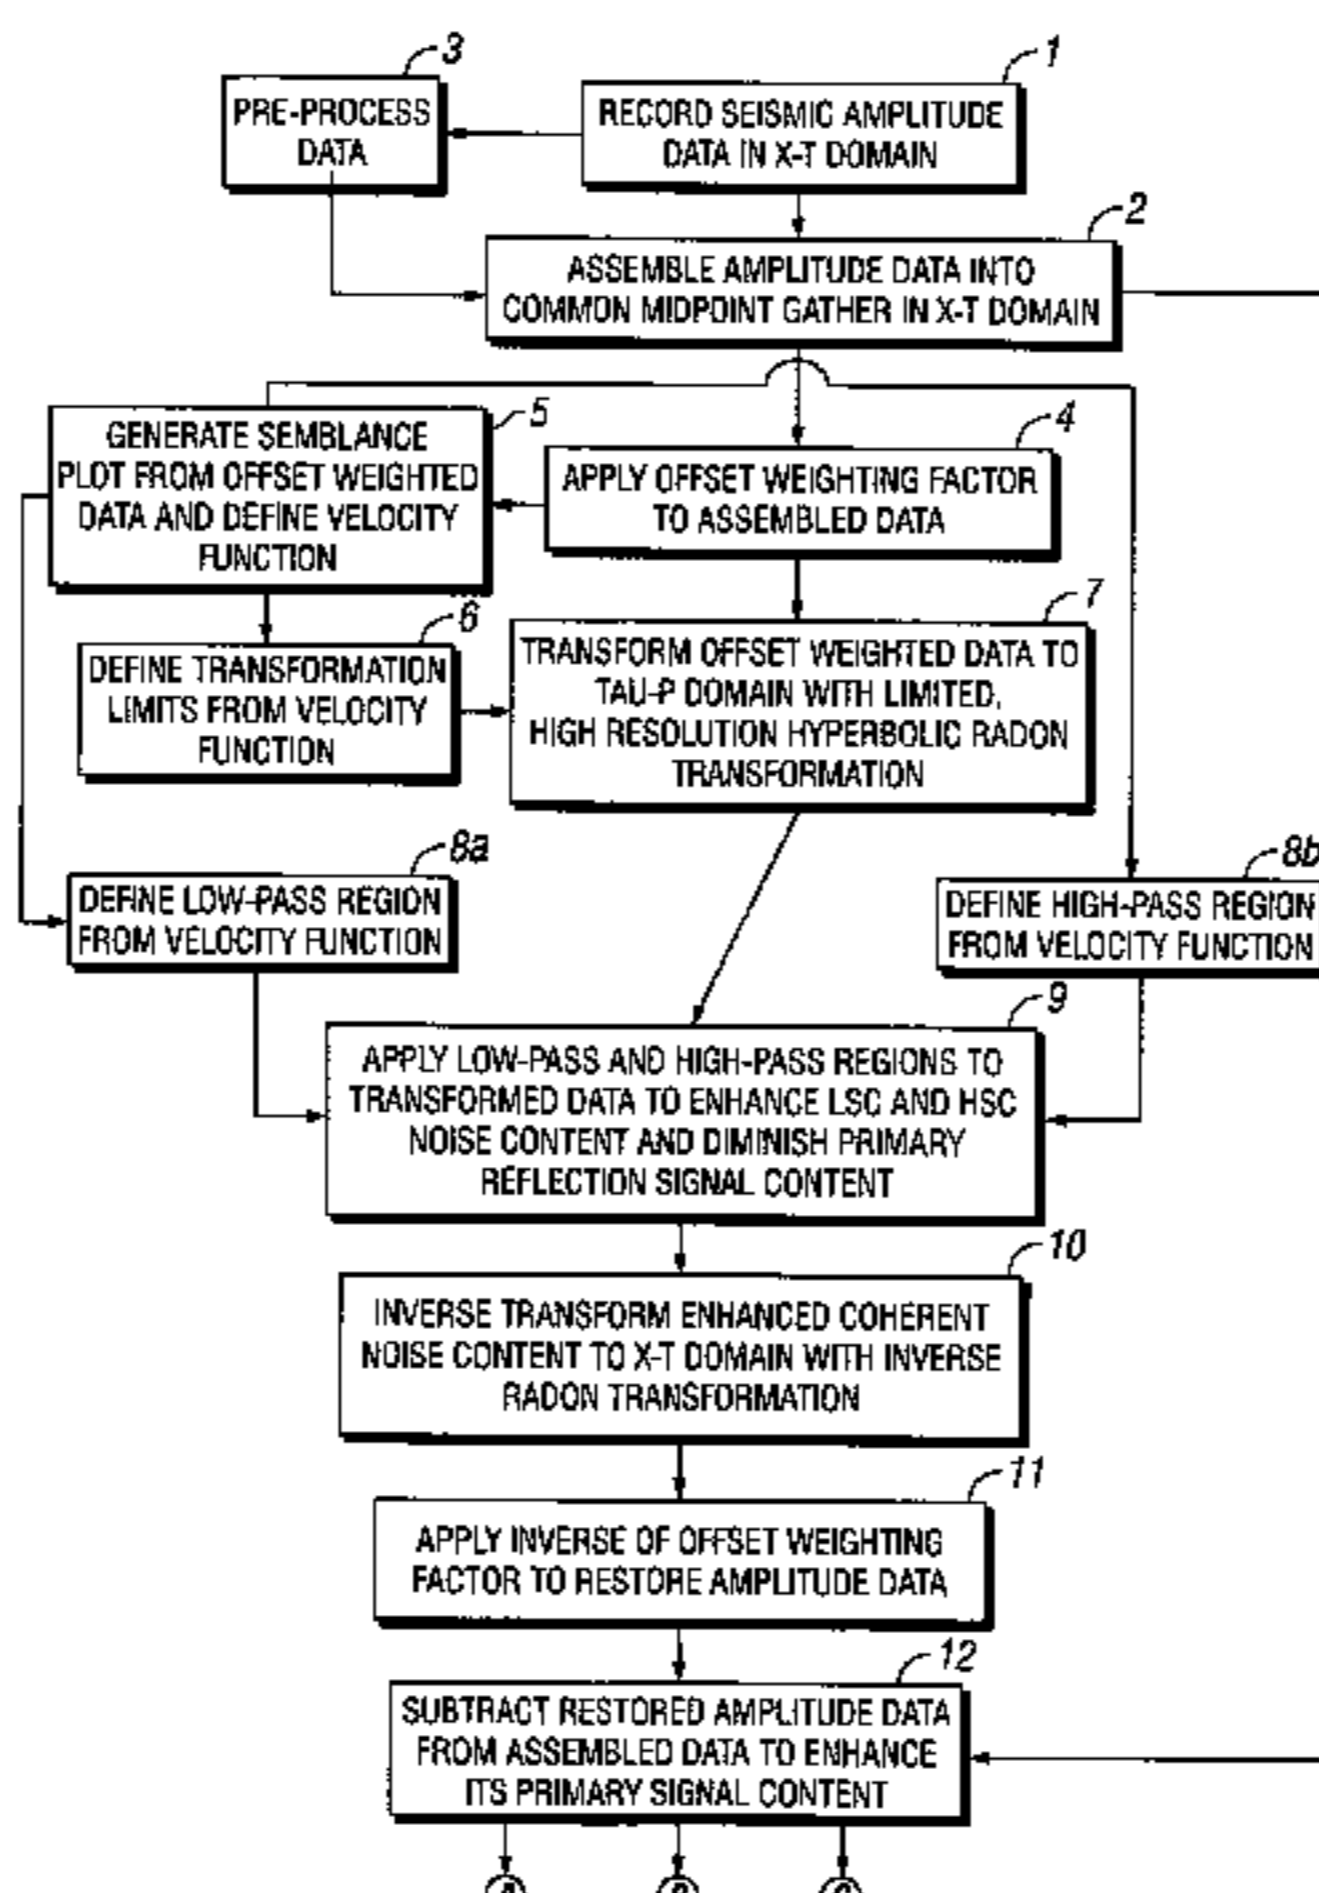 3
PRE-PROCESS
DATA
1
RECORD SEISMIC AMPLITUDE
DATA IN X-T DOMAIN
2
ASSEMBLE AMPLITUDE DATA INTO
COMMON MIDPOINT GATHER IN X-T DOMAIN
5
GENERATE SEMBLANCE
PLOT FROM OFFSET WEIGHTED
DATA AND DEFINE VELOCITY
FUNCTION
4
APPLY OFFSET WEIGHTING FACTOR
TO ASSEMBLED DATA
6
DEFINE TRANSFORMATION
LIMITS FROM VELOCITY
FUNCTION
7
TRANSFORM OFFSET WEIGHTED DATA TO
TAU-P DOMAIN WITH LIMITED,
HIGH RESOLUTION HYPERBOLIC RADON
TRANSFORMATION
8a
DEFINE LOW-PASS REGION
FROM VELOCITY FUNCTION
8b
DEFINE HIGH-PASS REGION
FROM VELOCITY FUNCTION
9
APPLY LOW-PASS AND HIGH-PASS REGIONS TO
TRANSFORMED DATA TO ENHANCE LSC AND HSC
NOISE CONTENT AND DIMINISH PRIMARY
REFLECTION SIGNAL CONTENT
10
INVERSE TRANSFORM ENHANCED COHERENT
NOISE CONTENT TO X-T DOMAIN WITH INVERSE
RADON TRANSFORMATION
11
APPLY INVERSE OF OFFSET WEIGHTING
FACTOR TO RESTORE AMPLITUDE DATA
12
SUBTRACT RESTORED AMPLITUDE DATA
FROM ASSEMBLED DATA TO ENHANCE
ITS PRIMARY SIGNAL CONTENT